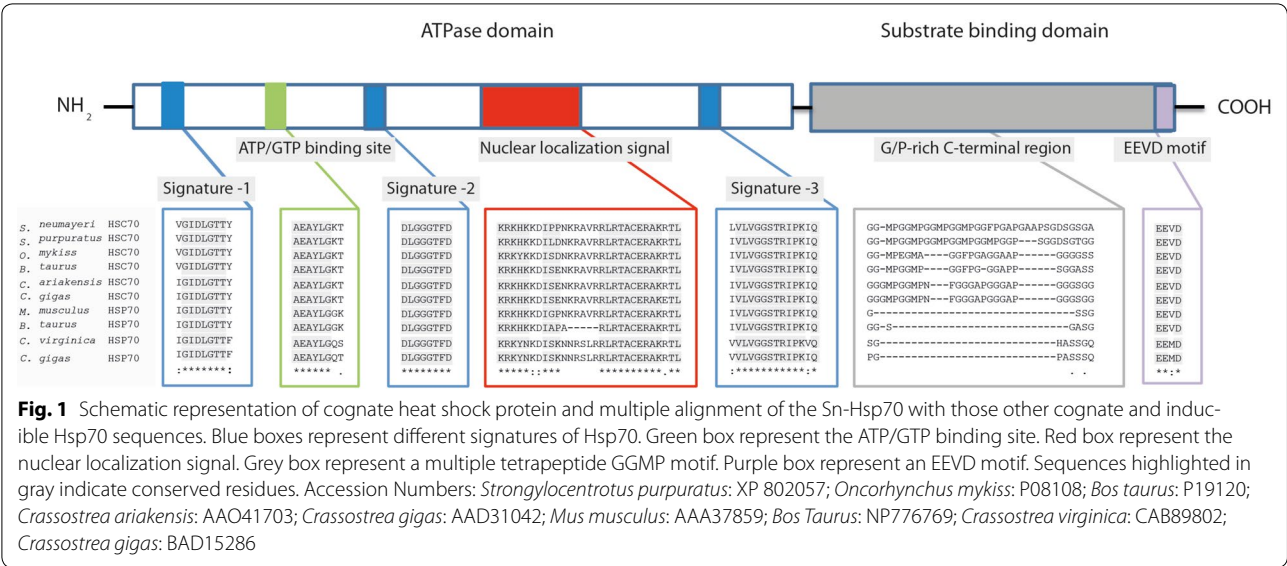 ATPase domain
Substrate binding domain
NH2
COOH
ATP/GTP binding site
Nuclear localization signal
G/P-rich C-terminal region
EEVD motif
Signature -1
Signature -2
Signature -3
S. neumayeri HSC70 VGIDLGTTY AEAYLGKT DLGGGTFD KRKHKKDIPPNKRAVRRLRTACERAKRTL LVLVGGSTRIPKIQ GG-MPGGMPGGMPGGMPGGFPGAPGAAPSGDSGSGA EEVD
S. purpuratus HSC70 VGIDLGTTY AEAYLGKT DLGGGTFD KRKHKKDILDNKRAVRRLRTACERAKRTL IVLVGGSTRIPKIQ GG-MPGGMPGGMPGGMPGGMPGGP---SGGDSGTGG EEVD
O. mykiss HSC70 VGIDLGTTY AEAYLGKT DLGGGTFD KRKYKKDISDNKRAVRRLRTACERAKRTL IVLVGGSTRIPKIQ GG-MPEGMA----GGFPGAGGAAP-----GGGGSS EEVD
B. taurus HSC70 VGIDLGTTY AEAYLGKT DLGGGTFD KRKHKKDISENKRAVRRLRTACERAKRTL IVLVGGSTRIPKIQ GG-MPGGMP----GGFPG-GGAPP-----SGGASS EEVD
C. ariakensis HSC70 IGIDLGTTY AEAYLGKT DLGGGTFD KRKHKKDISENKRAVRRLRTACERAKRTL IVLVGGSTRIPKIQ GGGMPGGMPN---FGGGAPGGGAP------GGGSGG EEVD
C. gigas HSC70 IGIDLGTTY AEAYLGKT DLGGGTFD KRKHKKDISENKRAVRRLRTACERAKRTL IVLVGGSTRIPKIQ GGGMPGGMPN---FGGGAPGGGAP------GGGSGG EEVD
M. musculus HSP70 IGIDLGTTY AEAYLGGK DLGGGTFD KRKHKKDIGPNKRAVRRLRTACERAKRTL IVLVGGSTRIPKIQ G------------------------------SSG EEVD
B. taurus HSP70 VGIDLGTTY AEAYLGGK DLGGGTFD KRKHKKDIAPA-----RLRTACERAKRTL IVLVGGSTRIPKIQ GG-S--------------------------GASG EEVD
C. virginica HSP70 IGIDLGTTF AEAYLGQS DLGGGTFD KRKYNKDISKNNRSLRRLRTACERAKRTL VVLVGGSTRIPKVQ SG---------------------------HASSGQ EEMD
C. gigas HSP70 IGIDLGTTF AEAYLGQT DLGGGTFD KRKYNKDISKNNRSLRRLRTACERAKRTL VVLVGGSTRIPKIQ PG---------------------------PASSSQ EEMD
:*******: ****** . ******** *****::*** **********.** :************:* . . **:*
Fig. 1 Schematic representation of cognate heat shock protein and multiple alignment of the Sn-Hsp70 with those other cognate and induc-
ible Hsp70 sequences. Blue boxes represent different signatures of Hsp70. Green box represent the ATP/GTP binding site. Red box represent the
nuclear localization signal. Grey box represent a multiple tetrapeptide GGMP motif. Purple box represent an EEVD motif. Sequences highlighted in
gray indicate conserved residues. Accession Numbers: Strongylocentrotus purpuratus: XP 802057; Oncorhynchus mykiss: P08108; Bos taurus: P19120;
Crassostrea ariakensis: AAO41703; Crassostrea gigas: AAD31042; Mus musculus: AAA37859; Bos Taurus: NP776769; Crassostrea virginica: CAB89802;
Crassostrea gigas: BAD15286